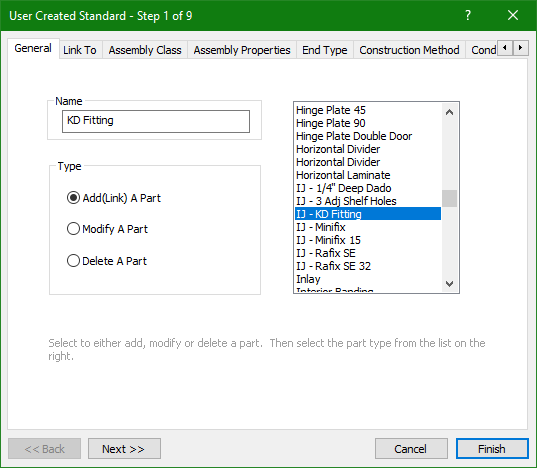 User Created Standard - Step 1 of 9
?
General
Link To
Assembly Class
Assembly Properties
End Type
Construction Method
Cond
Name
KD Fitting
Type
Add(Link) A Part
Modify A Part
Delete A Part
Hinge Plate 45
Hinge Plate 90
Hinge Plate Double Door
Horizontal Divider
Horizontal Divider
Horizontal Laminate
IJ - 1/4" Deep Dado
IJ - 3 Adj Shelf Holes
IJ - KD Fitting
IJ - Minifix
IJ - Minifix 15
IJ - Rafix SE
IJ - Rafix SE 32
Inlay
Interior Banding
Select to either add, modify or delete a part. Then select the part type from the list on the
right.
<< Back
Next >>
Cancel
Finish